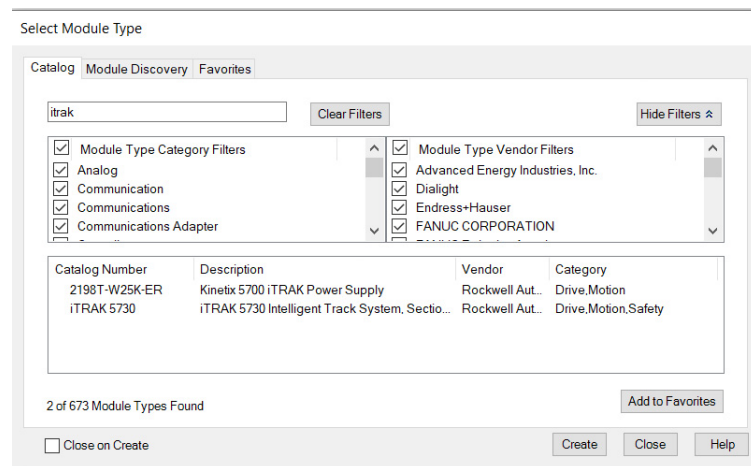 Select Module Type
Catalog Module Discovery Favorites
itrak Clear Filters Hide Filters
Module Type Category Filters
Analog
Communication
Communications
Communications Adapter
Module Type Vendor Filters
Advanced Energy Industries, Inc.
Dialight
Endress+Hauser
FANUC CORPORATION
Catalog Number Description Vendor Category
2198T-W25K-ER Kinetix 5700 iTRAK Power Supply Rockwell Aut... Drive,Motion
iTRAK 5730 iTRAK 5730 Intelligent Track System, Sectio... Rockwell Aut... Drive,Motion,Safety
2 of 673 Module Types Found Add to Favorites
Close on Create Create Close Help